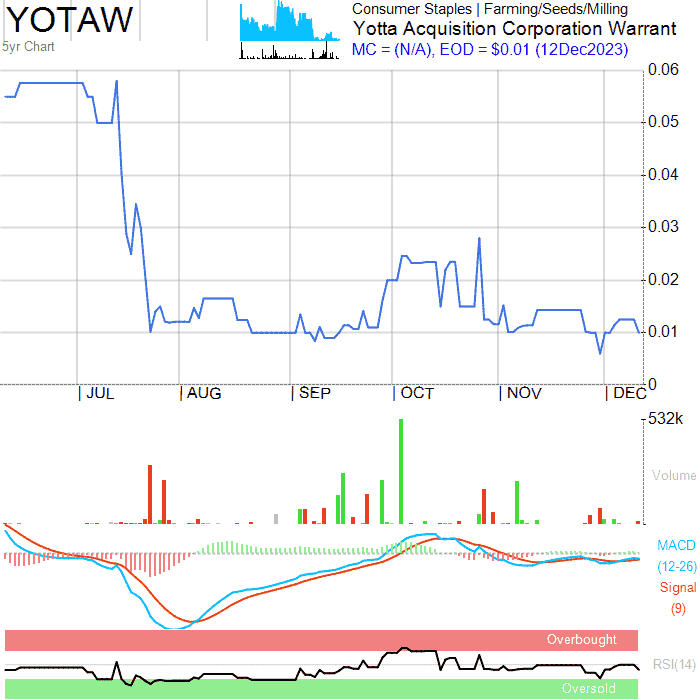 YOTAW
5yr Chart
Consumer Staples | Farming/Seeds/Milling
Yotta Acquisition Corporation Warrant
MC = (N/A), EOD = $0.01 (12Dec2023)
0.06
0.05
0.04
0.03
0.02
0.01
0
JUL AUG SEP OCT NOV DEC
532k
Volume
MACD
(12-26)
Signal
(9)
Overbought
RSI(14)
Oversold